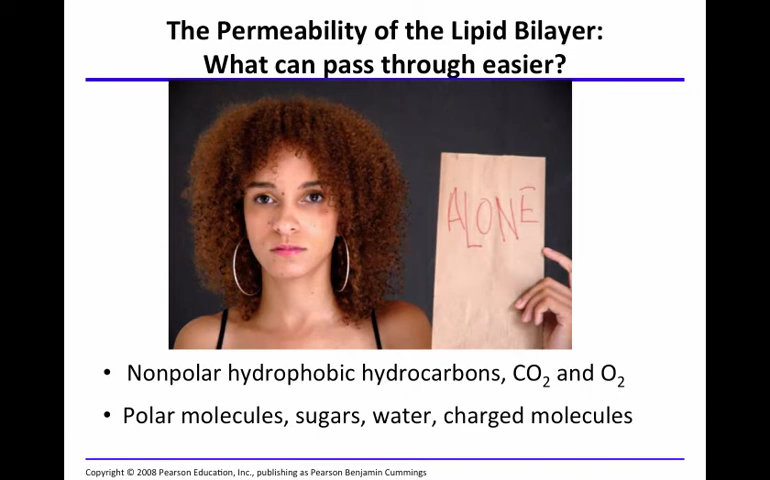 The Permeability of the Lipid Bilayer:
What can pass through easier?
ALONE
• Nonpolar hydrophobic hydrocarbons, CO₂ and O₂
• Polar molecules, sugars, water, charged molecules
Copyright © 2008 Pearson Education, Inc., publishing as Pearson Benjamin Cummings